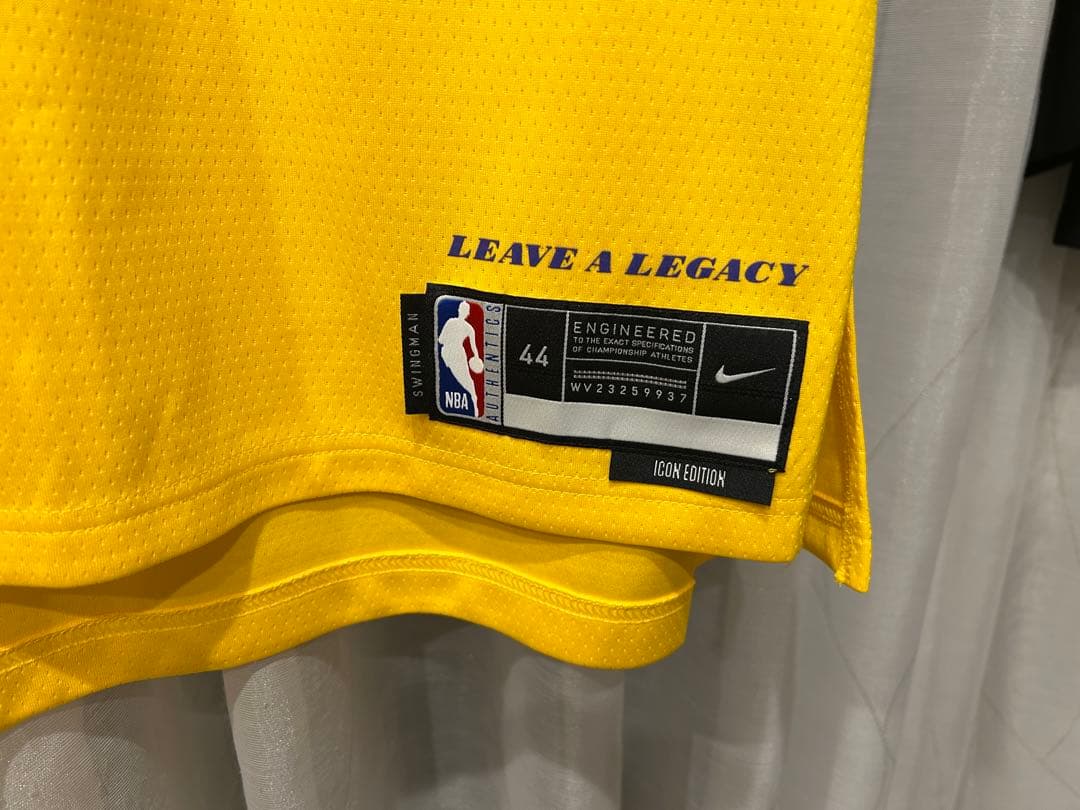 LEAVE A LEGACY
SWINGMAN
NBA
AUTHENTICS
44
ENGINEERED
TO THE EXACT SPECIFICATIONS
OF CHAMPIONSHIP ATHLETES
WV23259937
ICON EDITION